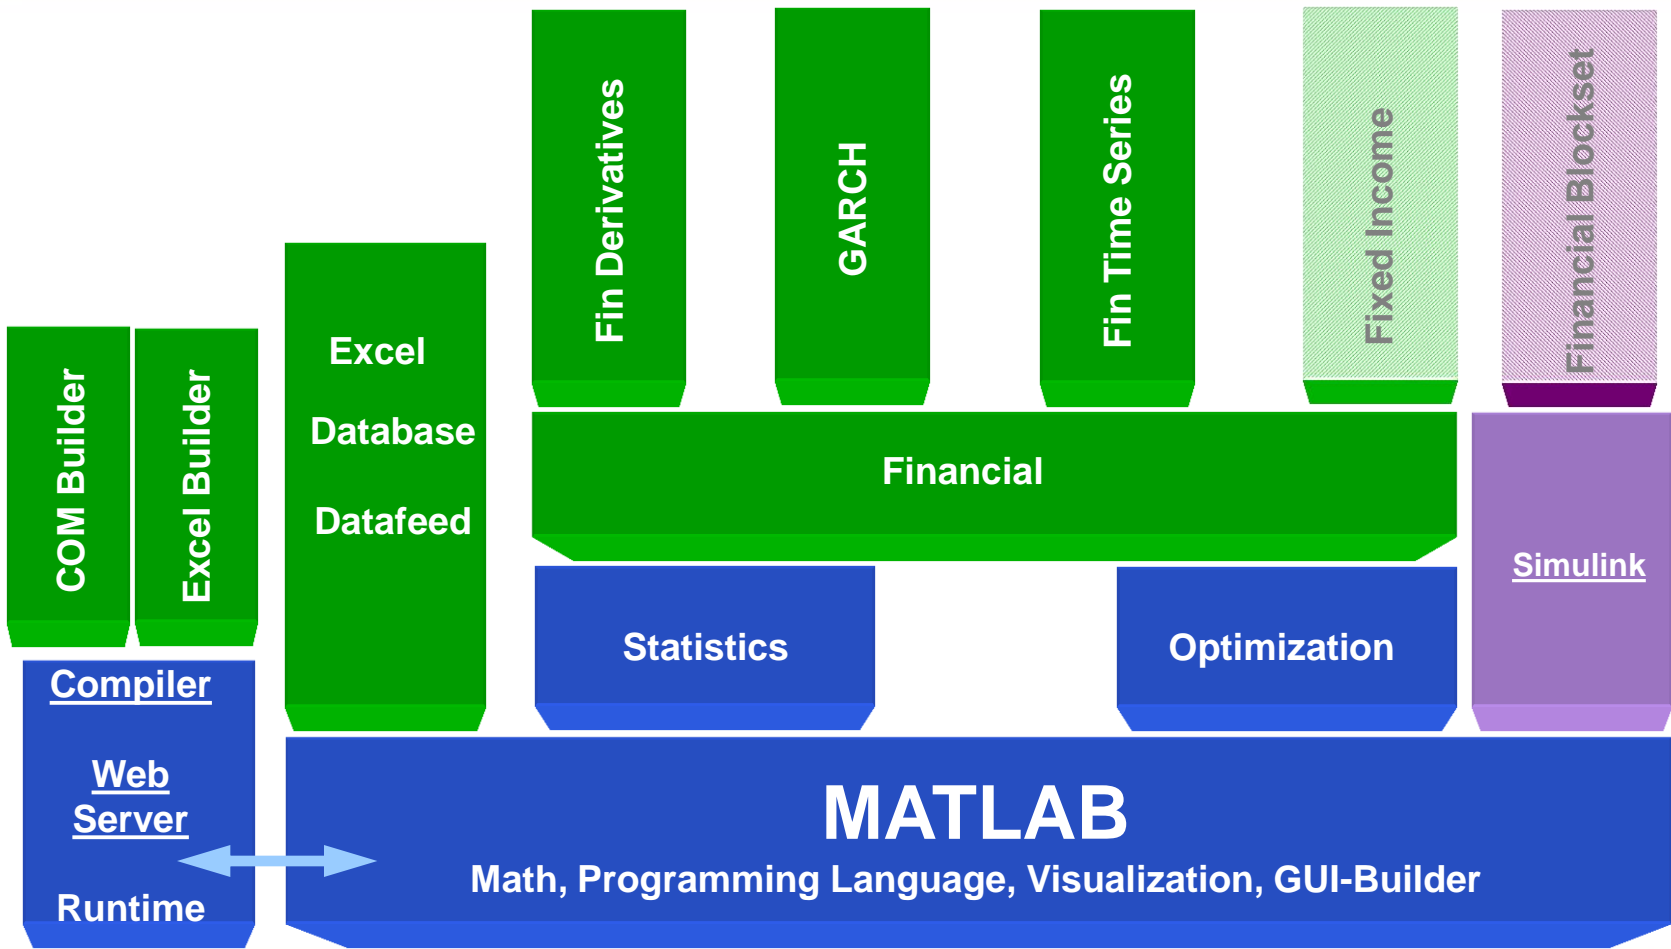 Fin Derivatives
GARCH
Fin Time Series
Fixed Income
Financial Blockset
COM Builder
Excel Builder
Excel
Database
Datafeed
Financial
Simulink
Statistics
Optimization
Compiler
Web
Server
Runtime
MATLAB
Math, Programming Language, Visualization, GUI-Builder